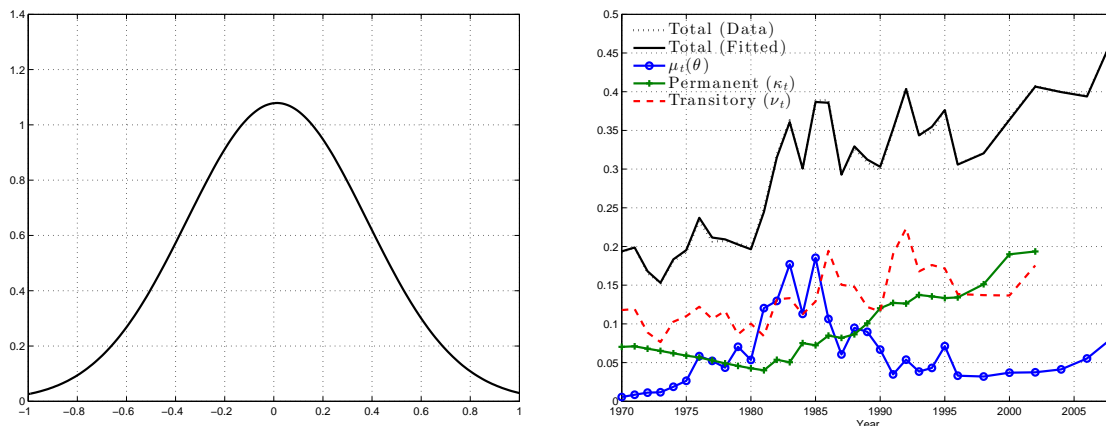 1.4
1.2
1
0.8
0.6
0.4
0.2
0
−1 −0.8 −0.6 −0.4 −0.2 0 0.2 0.4 0.6 0.8 1
0.5
0.45
0.4
0.35
0.3
0.25
0.2
0.15
0.1
0.05
0
Total (Data)
Total (Fitted)
μt(θ)
Permanent (κt)
Transitory (νt)
1970 1975 1980 1985 1990 1995 2000 2005
Year